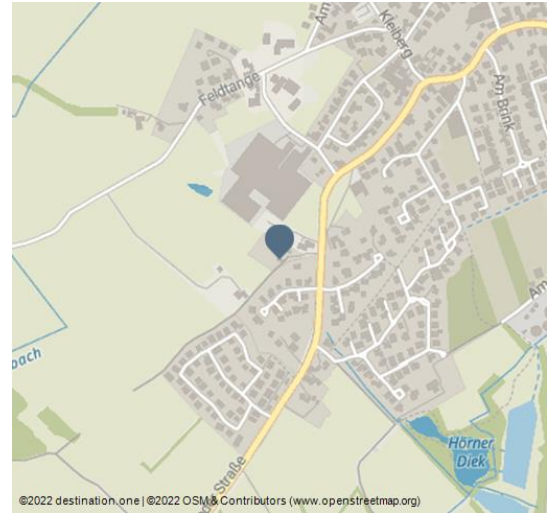 Am
Kleiberg
Feldtange
Am Brink
Am
bach
Hörner
Diek
Straße
©2022 destination.one | ©2022 OSM & Contributors (www.openstreetmap.org)